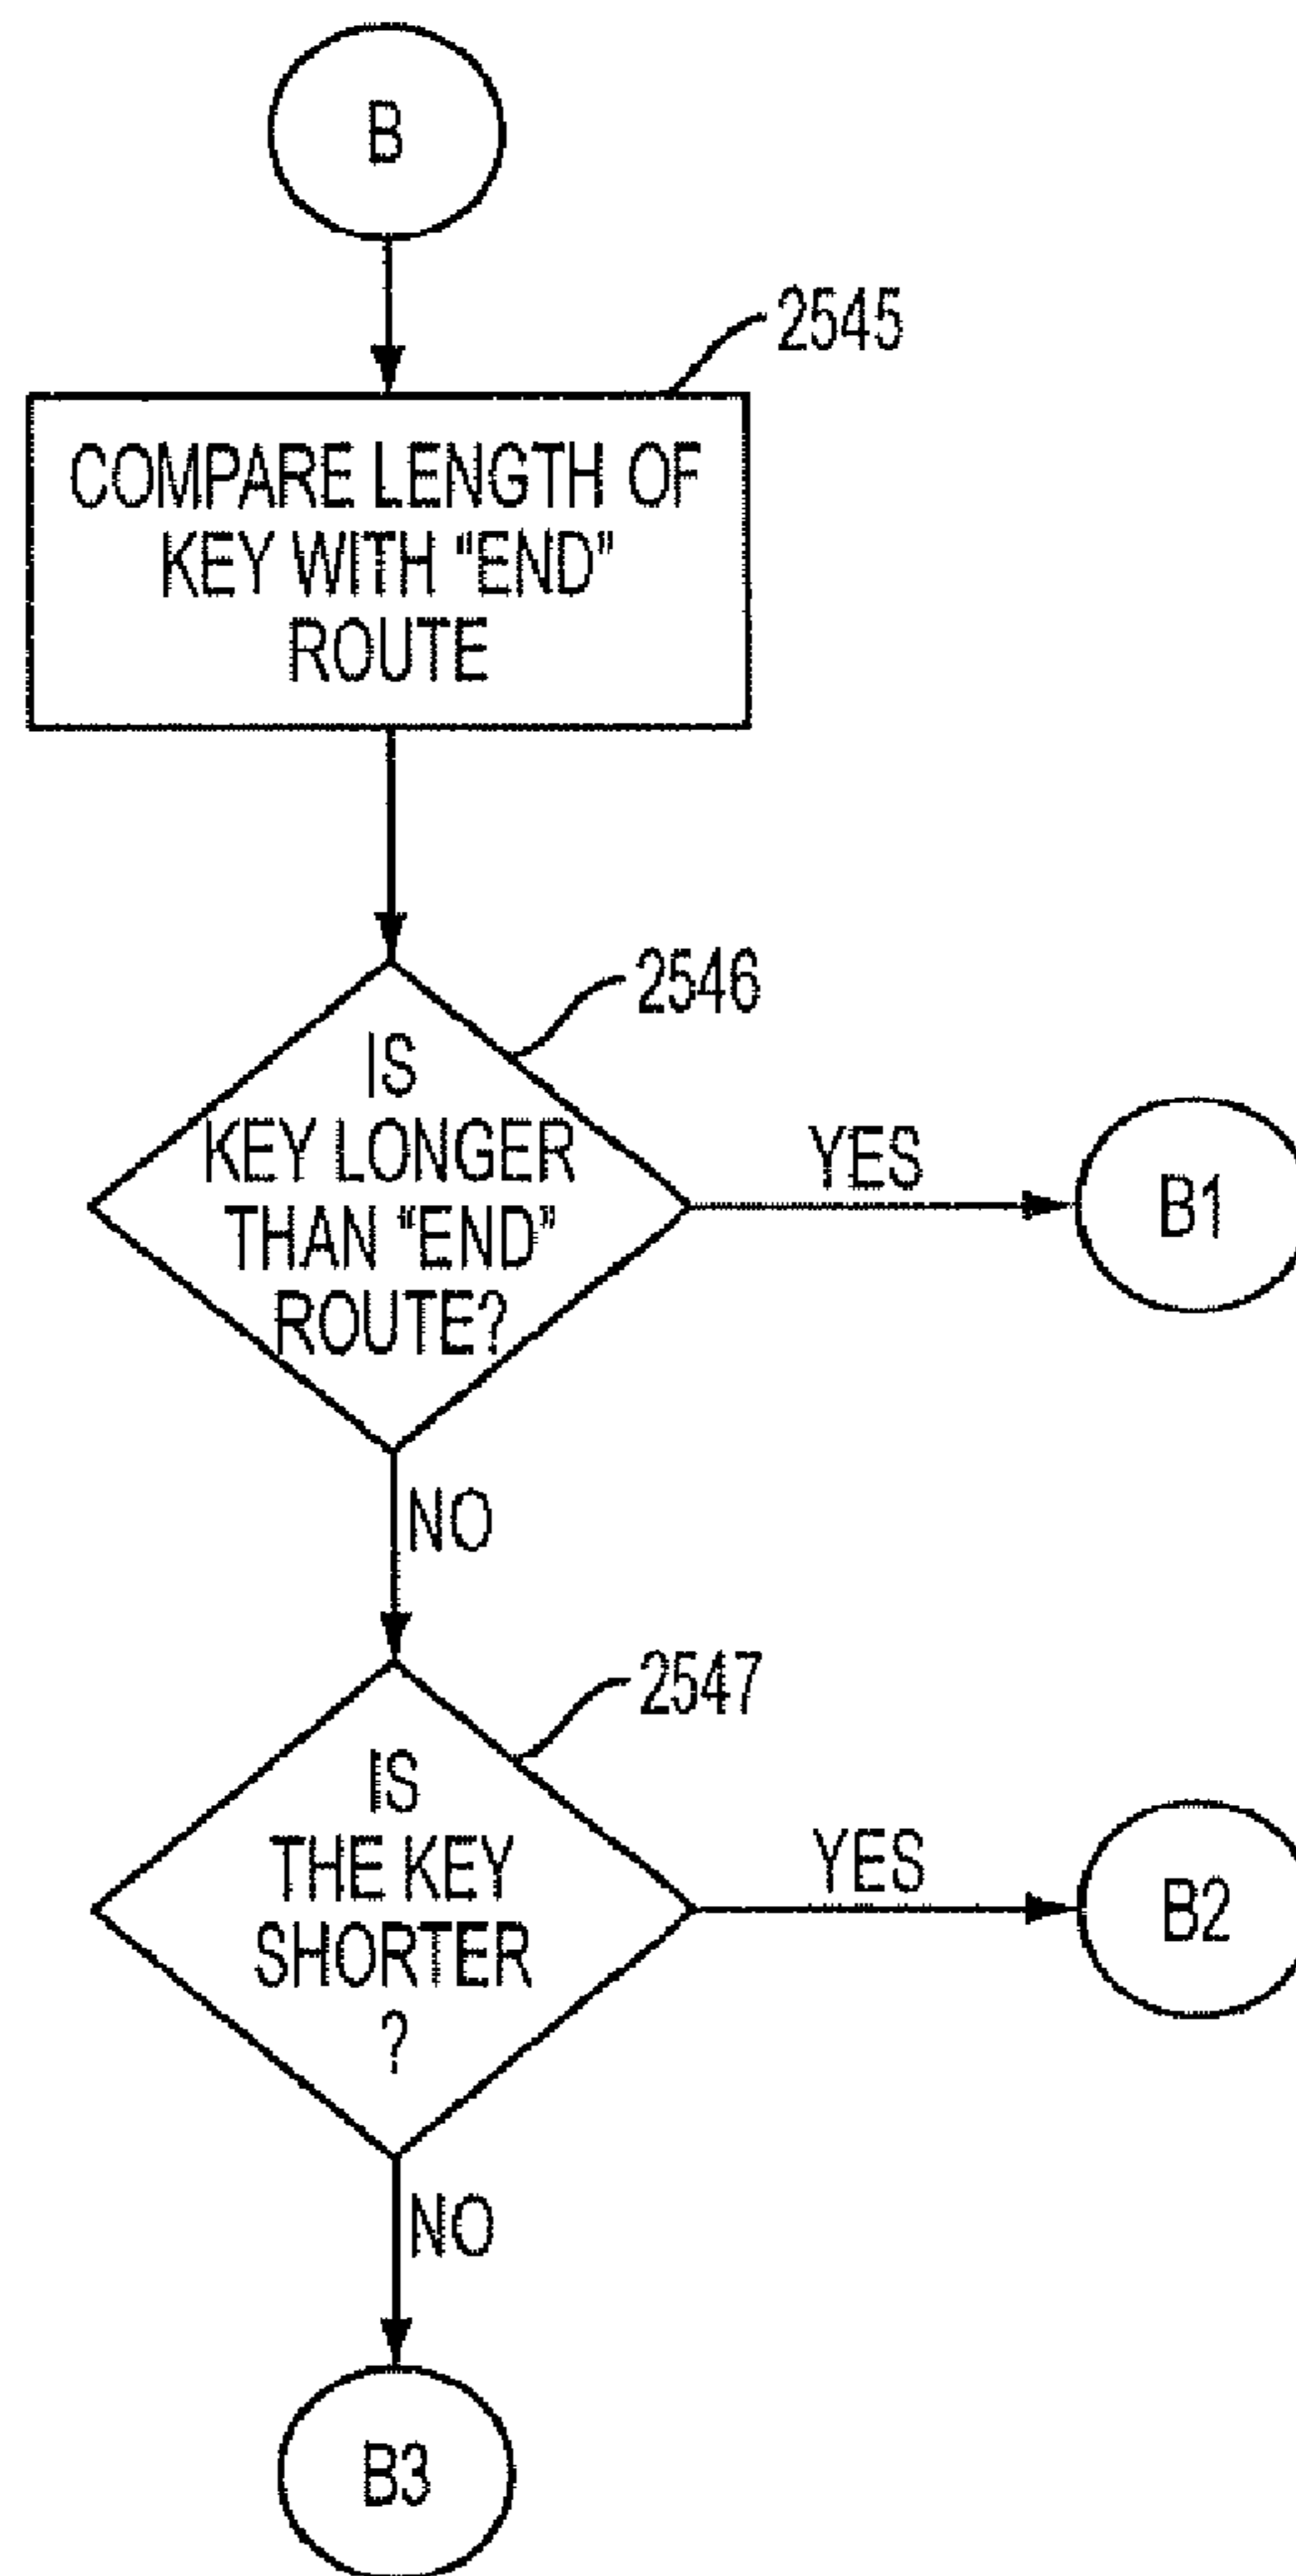 B
2545
COMPARE LENGTH OF
KEY WITH “END”
ROUTE
2546
IS
KEY LONGER
THAN “END”
ROUTE?
YES
B1
NO
2547
IS
THE KEY
SHORTER
?
YES
B2
NO
B3